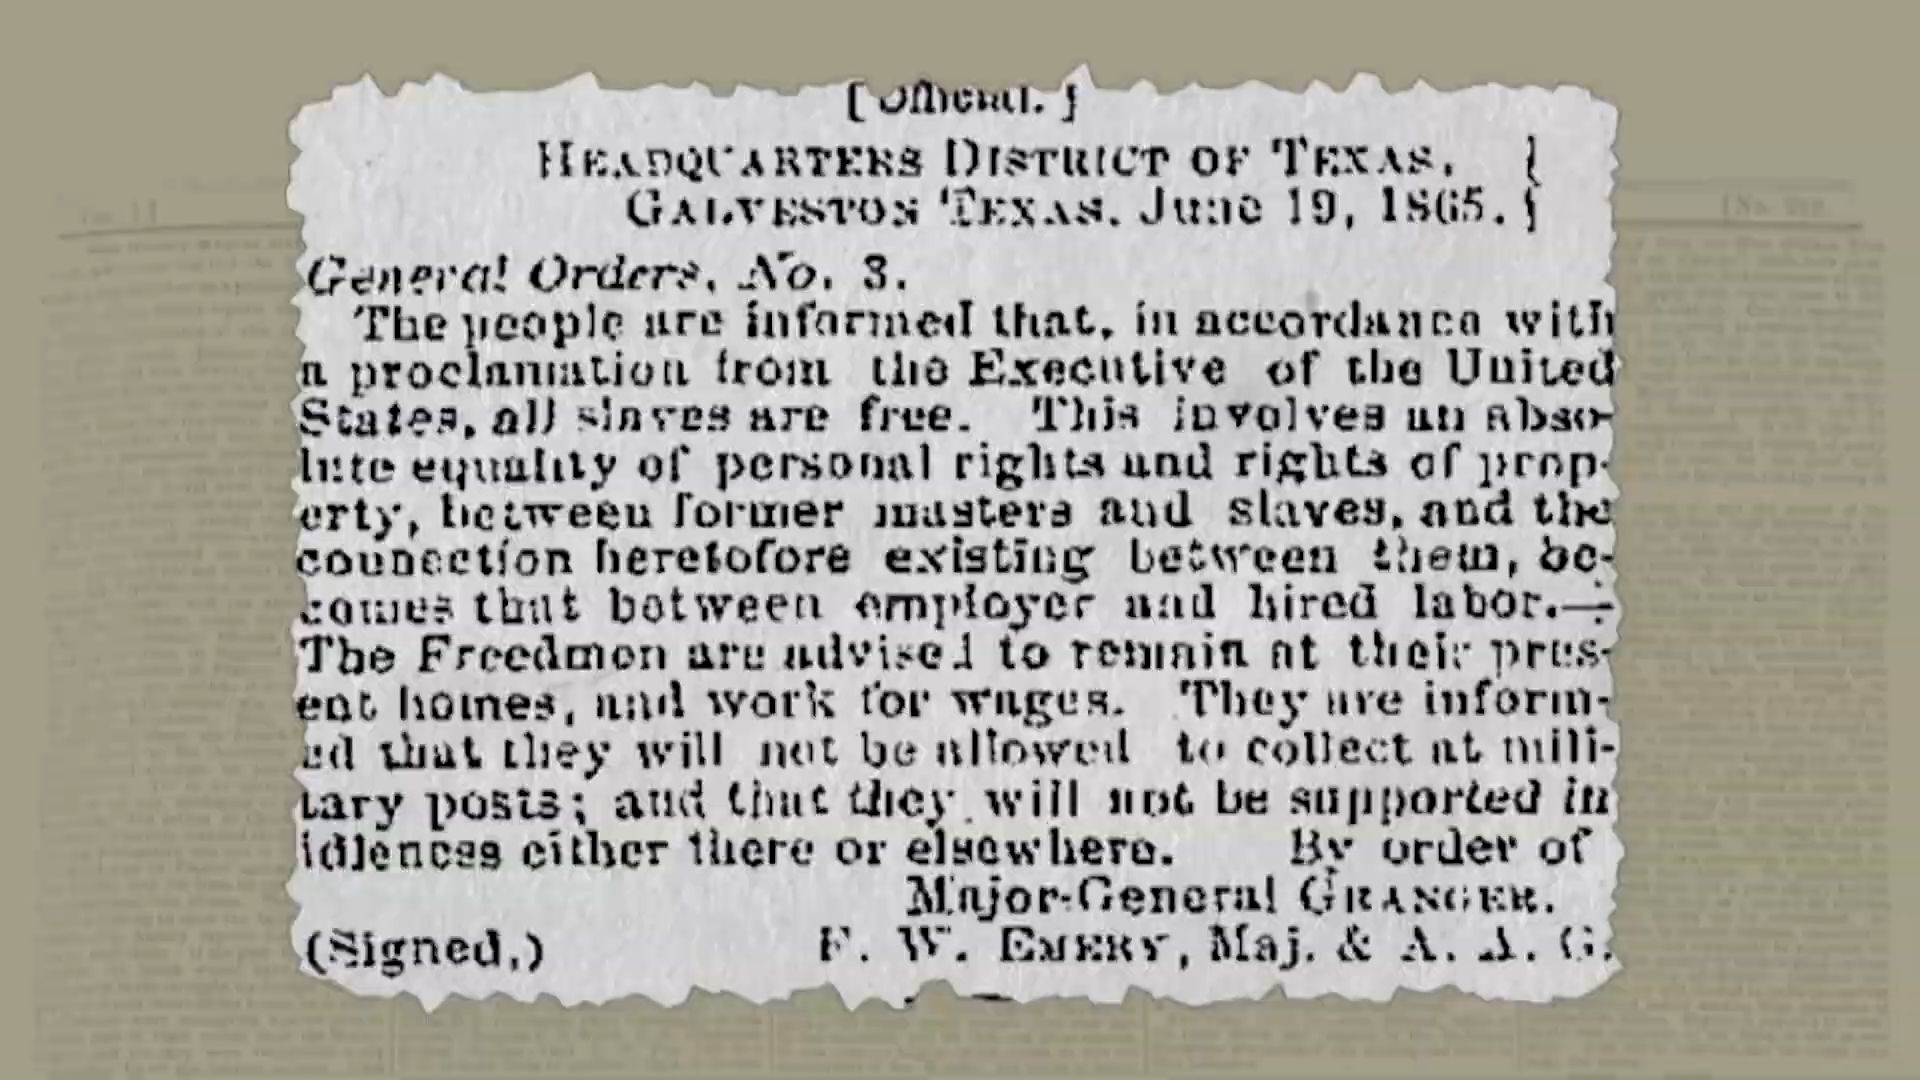 [Official.]
HEADQUARTERS DISTRICT OF TEXAS. }
GALVESTON TEXAS. June 19, 1865. }
General Orders, No. 3.
The people are informed that, in accordance with
a proclamation from the Executive of the United
States, all slaves are free. This involves an abso-
lute equality of personal rights and rights of prop-
erty, between former masters and slaves, and the
connection heretofore existing between them, be-
comes that between employer and hired labor.—
The Freedmen are advised to remain at their pres-
ent homes, and work for wages. They are inform-
ed that they will not be allowed to collect at mili-
tary posts; and that they will not be supported in
idleness either there or elsewhere. By order of
Major-General GRANGER.
(Signed,) F. W. EMERY, Maj. & A. A. G.